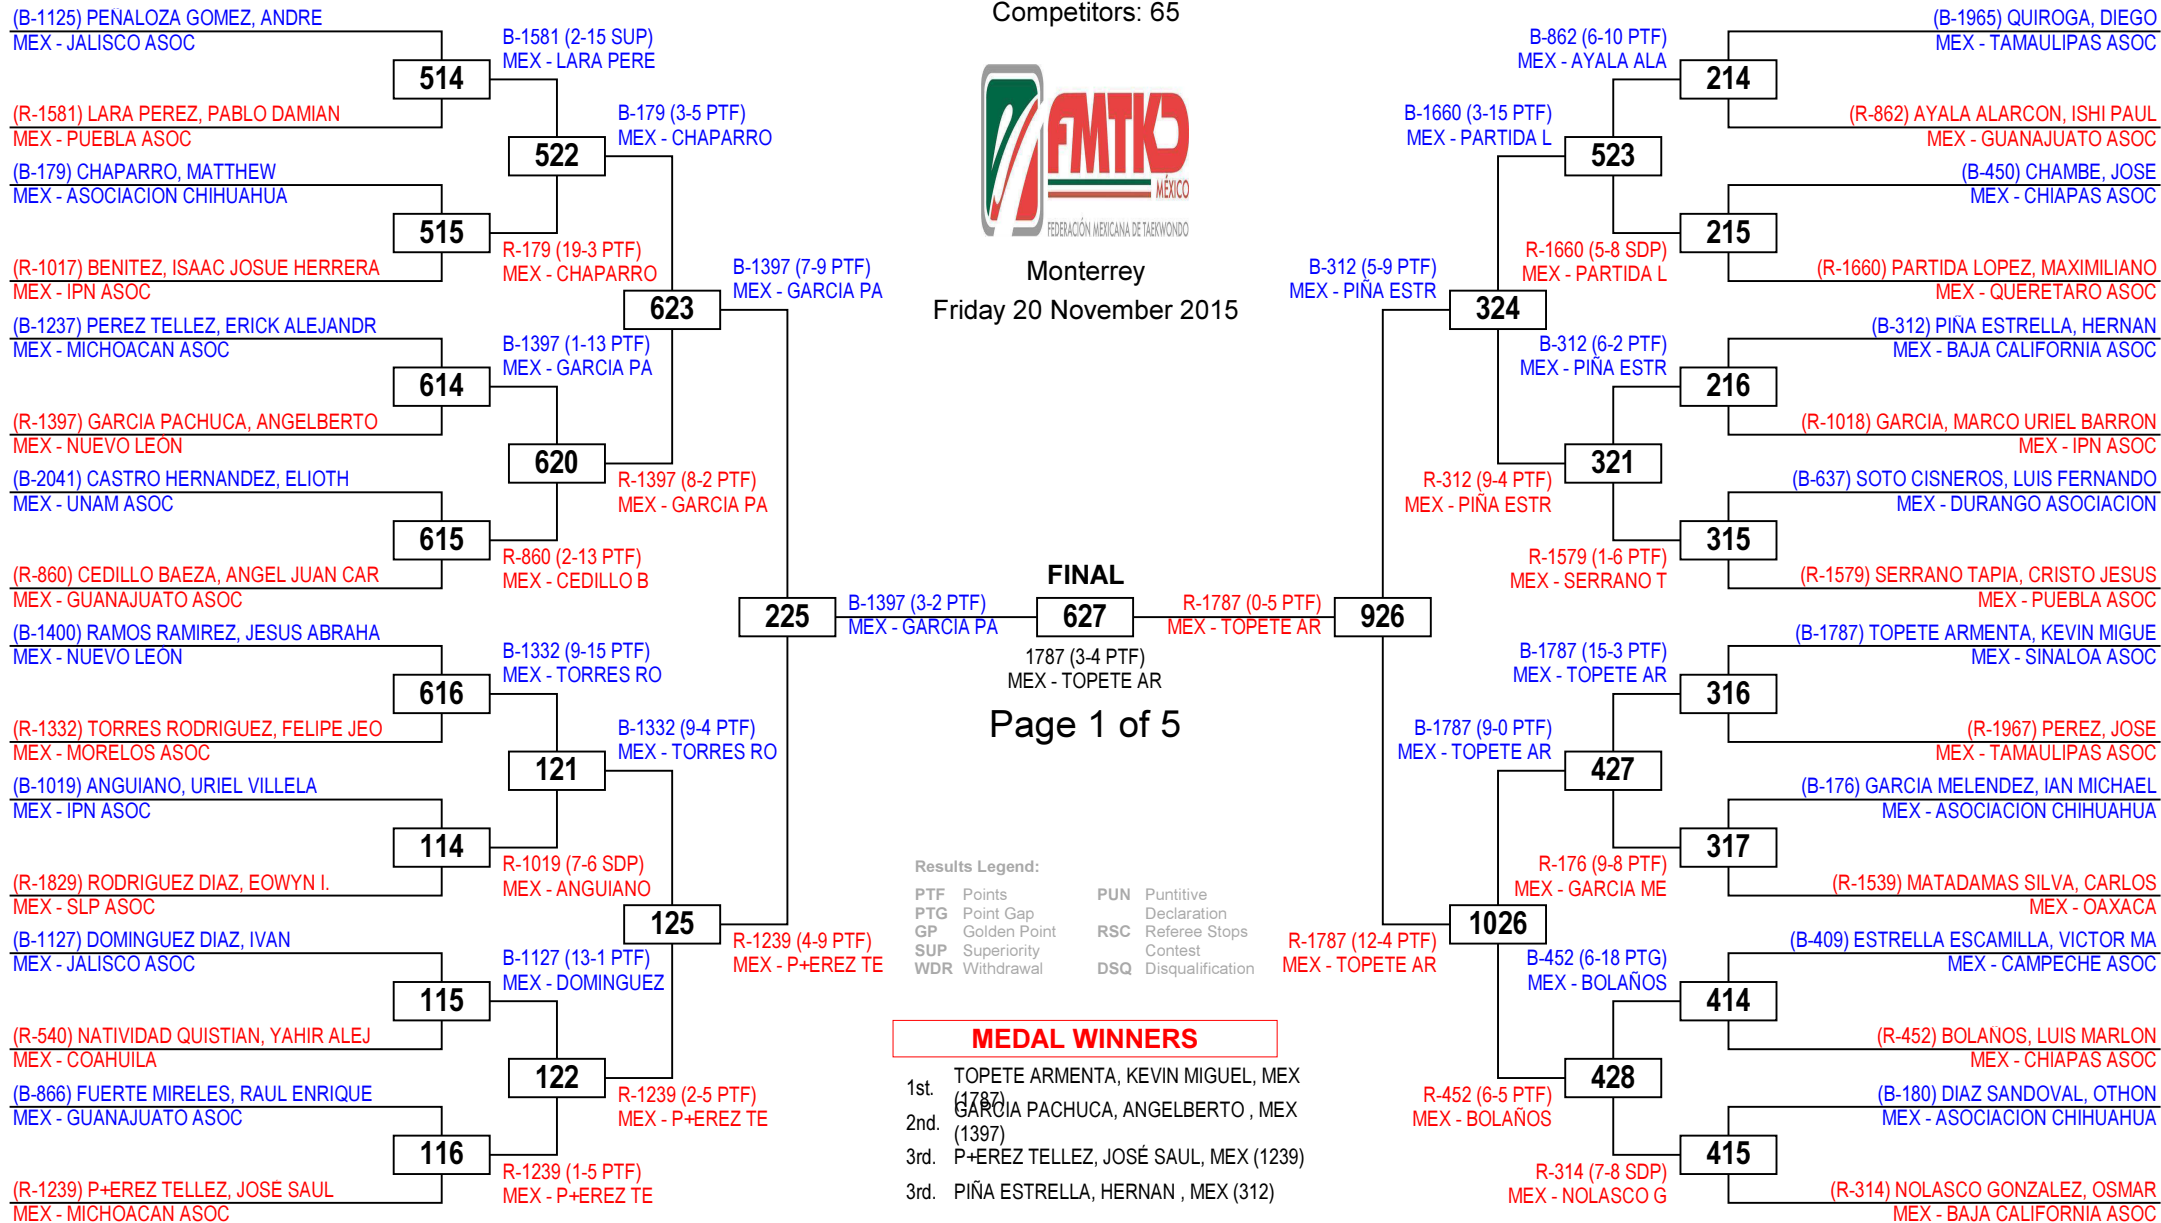 Competitors: 65
FMTKD
MÉXICO
FEDERACIÓN MEXICANA DE TAEKWONDO
Monterrey
Friday 20 November 2015
(B-1125) PEÑALOZA GOMEZ, ANDRE
MEX - JALISCO ASOC
514
(R-1581) LARA PEREZ, PABLO DAMIAN
MEX - PUEBLA ASOC
(B-179) CHAPARRO, MATTHEW
MEX - ASOCIACION CHIHUAHUA
515
(R-1017) BENITEZ, ISAAC JOSUE HERRERA
MEX - IPN ASOC
(B-1237) PEREZ TELLEZ, ERICK ALEJANDR
MEX - MICHOACAN ASOC
614
(R-1397) GARCIA PACHUCA, ANGELBERTO
MEX - NUEVO LEÓN
(B-2041) CASTRO HERNANDEZ, ELIOTH
MEX - UNAM ASOC
615
(R-860) CEDILLO BAEZA, ANGEL JUAN CAR
MEX - GUANAJUATO ASOC
(B-1400) RAMOS RAMIREZ, JESUS ABRAHA
MEX - NUEVO LEÓN
616
(R-1332) TORRES RODRIGUEZ, FELIPE JEO
MEX - MORELOS ASOC
(B-1019) ANGUIANO, URIEL VILLELA
MEX - IPN ASOC
114
(R-1829) RODRIGUEZ DIAZ, EOWYN I.
MEX - SLP ASOC
(B-1127) DOMINGUEZ DIAZ, IVAN
MEX - JALISCO ASOC
115
(R-540) NATIVIDAD QUISTIAN, YAHIR ALEJ
MEX - COAHUILA
(B-866) FUERTE MIRELES, RAUL ENRIQUE
MEX - GUANAJUATO ASOC
116
(R-1239) P+EREZ TELLEZ, JOSÉ SAUL
MEX - MICHOACAN ASOC
B-1581 (2-15 SUP)
MEX - LARA PERE
522
R-179 (19-3 PTF)
MEX - CHAPARRO
B-1397 (1-13 PTF)
MEX - GARCIA PA
620
R-860 (2-13 PTF)
MEX - CEDILLO B
B-1332 (9-15 PTF)
MEX - TORRES RO
121
R-1019 (7-6 SDP)
MEX - ANGUIANO
B-1127 (13-1 PTF)
MEX - DOMINGUEZ
122
R-1239 (1-5 PTF)
MEX - P+EREZ TE
B-179 (3-5 PTF)
MEX - CHAPARRO
623
R-1397 (8-2 PTF)
MEX - GARCIA PA
B-1332 (9-4 PTF)
MEX - TORRES RO
125
R-1239 (2-5 PTF)
MEX - P+EREZ TE
B-1397 (7-9 PTF)
MEX - GARCIA PA
225
R-1239 (4-9 PTF)
MEX - P+EREZ TE
B-1397 (3-2 PTF)
MEX - GARCIA PA
FINAL
627
1787 (3-4 PTF)
MEX - TOPETE AR
Page 1 of 5
R-1787 (0-5 PTF)
MEX - TOPETE AR
B-312 (5-9 PTF)
MEX - PIÑA ESTR
926
R-1787 (12-4 PTF)
MEX - TOPETE AR
B-1660 (3-15 PTF)
MEX - PARTIDA L
324
R-312 (9-4 PTF)
MEX - PIÑA ESTR
B-1787 (9-0 PTF)
MEX - TOPETE AR
1026
R-452 (6-5 PTF)
MEX - BOLAÑOS
B-862 (6-10 PTF)
MEX - AYALA ALA
523
R-1660 (5-8 SDP)
MEX - PARTIDA L
B-312 (6-2 PTF)
MEX - PIÑA ESTR
321
R-1579 (1-6 PTF)
MEX - SERRANO T
B-1787 (15-3 PTF)
MEX - TOPETE AR
427
R-176 (9-8 PTF)
MEX - GARCIA ME
B-452 (6-18 PTG)
MEX - BOLAÑOS
428
R-314 (7-8 SDP)
MEX - NOLASCO G
(B-1965) QUIROGA, DIEGO
MEX - TAMAULIPAS ASOC
214
(R-862) AYALA ALARCON, ISHI PAUL
MEX - GUANAJUATO ASOC
(B-450) CHAMBE, JOSE
MEX - CHIAPAS ASOC
215
(R-1660) PARTIDA LOPEZ, MAXIMILIANO
MEX - QUERETARO ASOC
(B-312) PIÑA ESTRELLA, HERNAN
MEX - BAJA CALIFORNIA ASOC
216
(R-1018) GARCIA, MARCO URIEL BARRON
MEX - IPN ASOC
(B-637) SOTO CISNEROS, LUIS FERNANDO
MEX - DURANGO ASOCIACION
315
(R-1579) SERRANO TAPIA, CRISTO JESUS
MEX - PUEBLA ASOC
(B-1787) TOPETE ARMENTA, KEVIN MIGUE
MEX - SINALOA ASOC
316
(R-1967) PEREZ, JOSE
MEX - TAMAULIPAS ASOC
(B-176) GARCIA MELENDEZ, IAN MICHAEL
MEX - ASOCIACION CHIHUAHUA
317
(R-1539) MATADAMAS SILVA, CARLOS
MEX - OAXACA
(B-409) ESTRELLA ESCAMILLA, VICTOR MA
MEX - CAMPECHE ASOC
414
(R-452) BOLAÑOS, LUIS MARLON
MEX - CHIAPAS ASOC
(B-180) DIAZ SANDOVAL, OTHON
MEX - ASOCIACION CHIHUAHUA
415
(R-314) NOLASCO GONZALEZ, OSMAR
MEX - BAJA CALIFORNIA ASOC
Results Legend:
PTF Points PUN Puntitive
PTG Point Gap Declaration
GP Golden Point RSC Referee Stops
SUP Superiority Contest
WDR Withdrawal DSQ Disqualification
MEDAL WINNERS
1st. TOPETE ARMENTA, KEVIN MIGUEL, MEX
(1787)
2nd. GARCIA PACHUCA, ANGELBERTO , MEX
(1397)
3rd. P+EREZ TELLEZ, JOSÉ SAUL, MEX (1239)
3rd. PIÑA ESTRELLA, HERNAN , MEX (312)